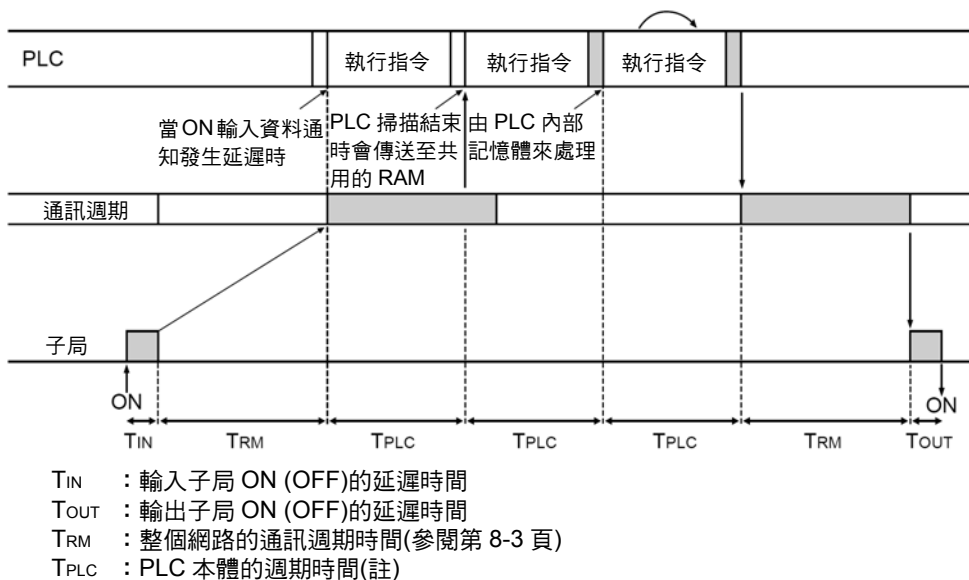 PLC
執行指令
執行指令
執行指令
當ON輸入資料通
知發生延遲時
PLC 掃描結束
時會傳送至共
用的 RAM
由 PLC 內部
記憶體來處理
通訊週期
子局
ON
ON
TIN
TRM
TPLC
TPLC
TPLC
TRM
TOUT
TIN ：輸入子局 ON (OFF)的延遲時間
TOUT ：輸出子局 ON (OFF)的延遲時間
TRM ：整個網路的通訊週期時間(參閱第 8-3 頁)
TPLC ：PLC 本體的週期時間(註)